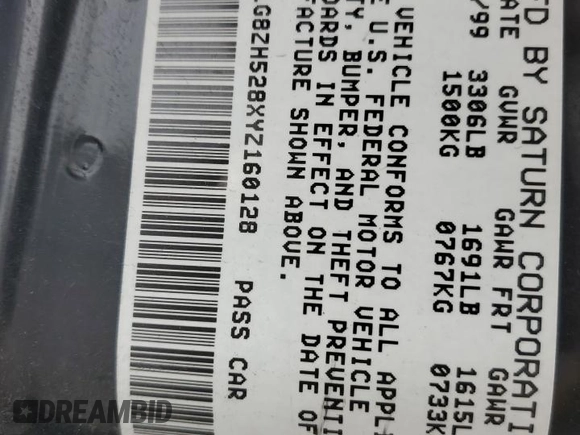 FD BY SATURN CORPORATI
DATE GVWR GAWR FRT GAWR
/99 3306LB 1691LB 1615L
1500KG 0767KG 0733K
VEHICLE CONFORMS TO ALL APPL
E U.S. FEDERAL MOTOR VEHICLE
TY, BUMPER, AND THEFT PREVENTI
DARDS IN EFFECT ON THE DATE OF
FACTURE SHOWN ABOVE.
G8ZH528XYZ160128 PASS CAR
DREAMBID